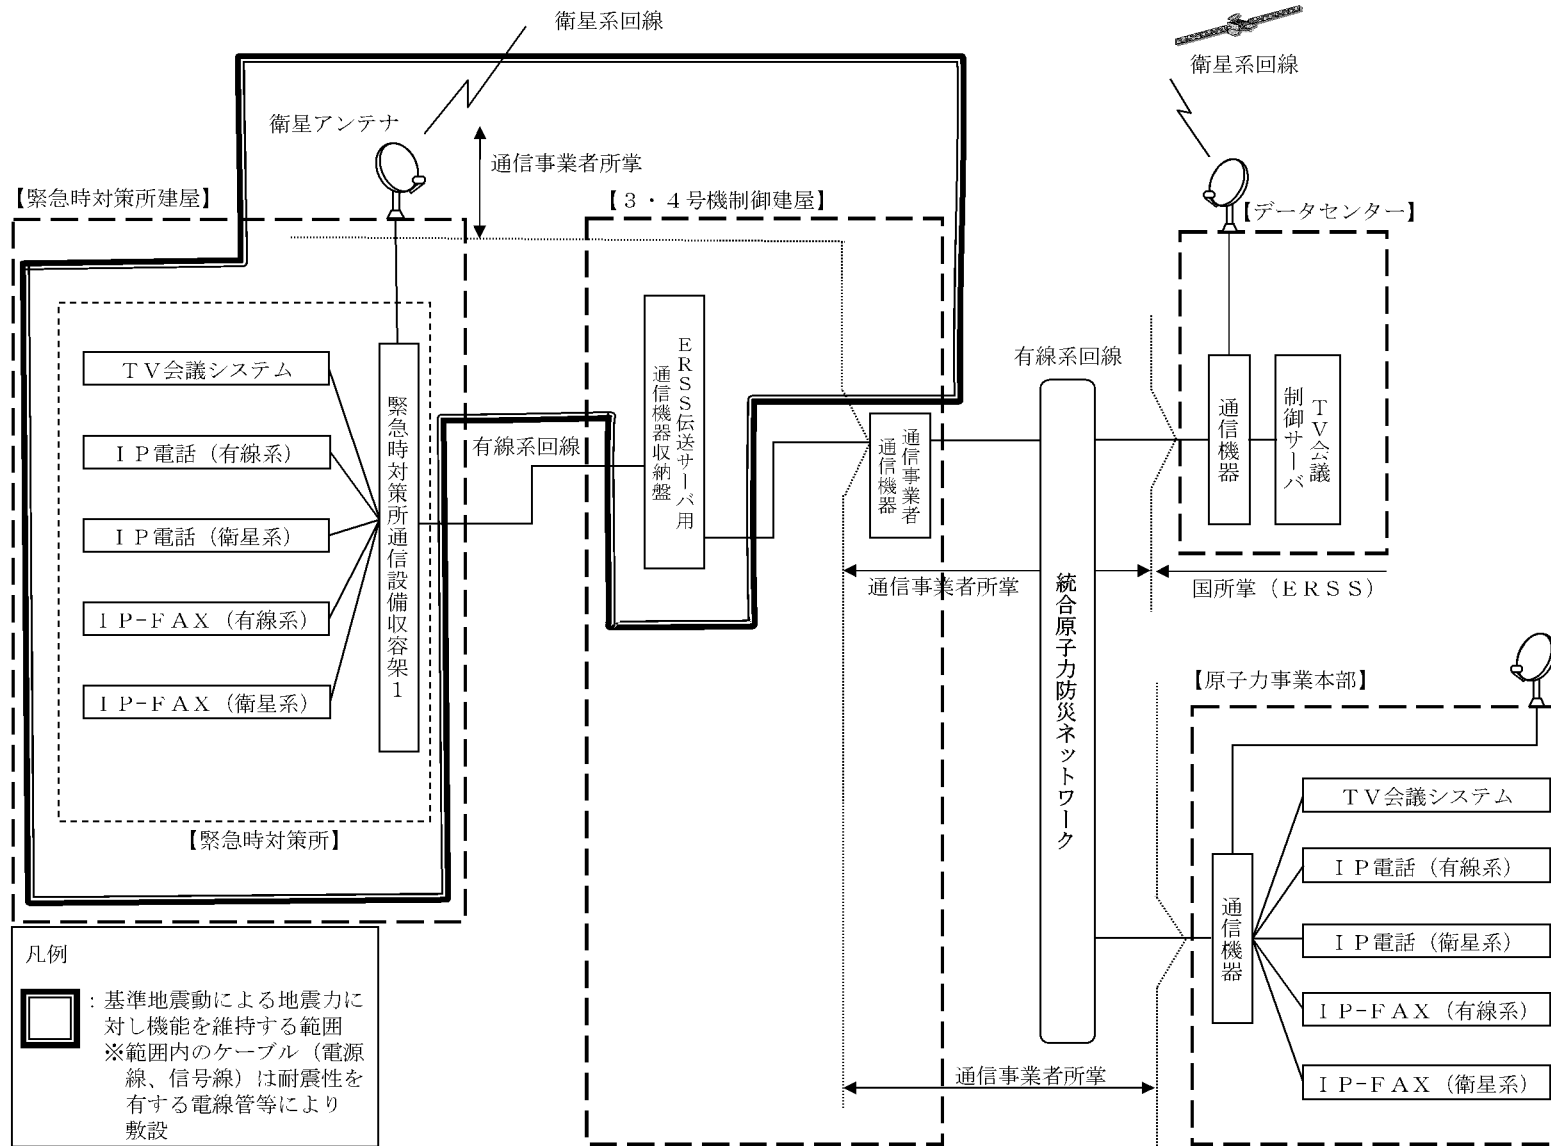 衛星系回線
衛星系回線
衛星アンテナ
通信事業者所掌
【緊急時対策所建屋】
【３・４号機制御建屋】
【データセンター】
ＴＶ会議システム
ＩＰ電話（有線系）
ＩＰ電話（衛星系）
ＩＰ-ＦＡＸ（有線系）
ＩＰ-ＦＡＸ（衛星系）
緊急時対策所通信設備収容架１
【緊急時対策所】
有線系回線
ＥＲＳＳ伝送サーバ用
通信機器収納盤
通信事業者
通信機器
有線系回線
統合原子力防災ネットワーク
通信機器
ＴＶ会議
制御サーバ
通信事業者所掌
国所掌（ＥＲＳＳ）
【原子力事業本部】
通信機器
ＴＶ会議システム
ＩＰ電話（有線系）
ＩＰ電話（衛星系）
ＩＰ-ＦＡＸ（有線系）
ＩＰ-ＦＡＸ（衛星系）
通信事業者所掌
凡例
：基準地震動による地震力に
対し機能を維持する範囲
※範囲内のケーブル（電源
線、信号線）は耐震性を
有する電線管等により
敷設